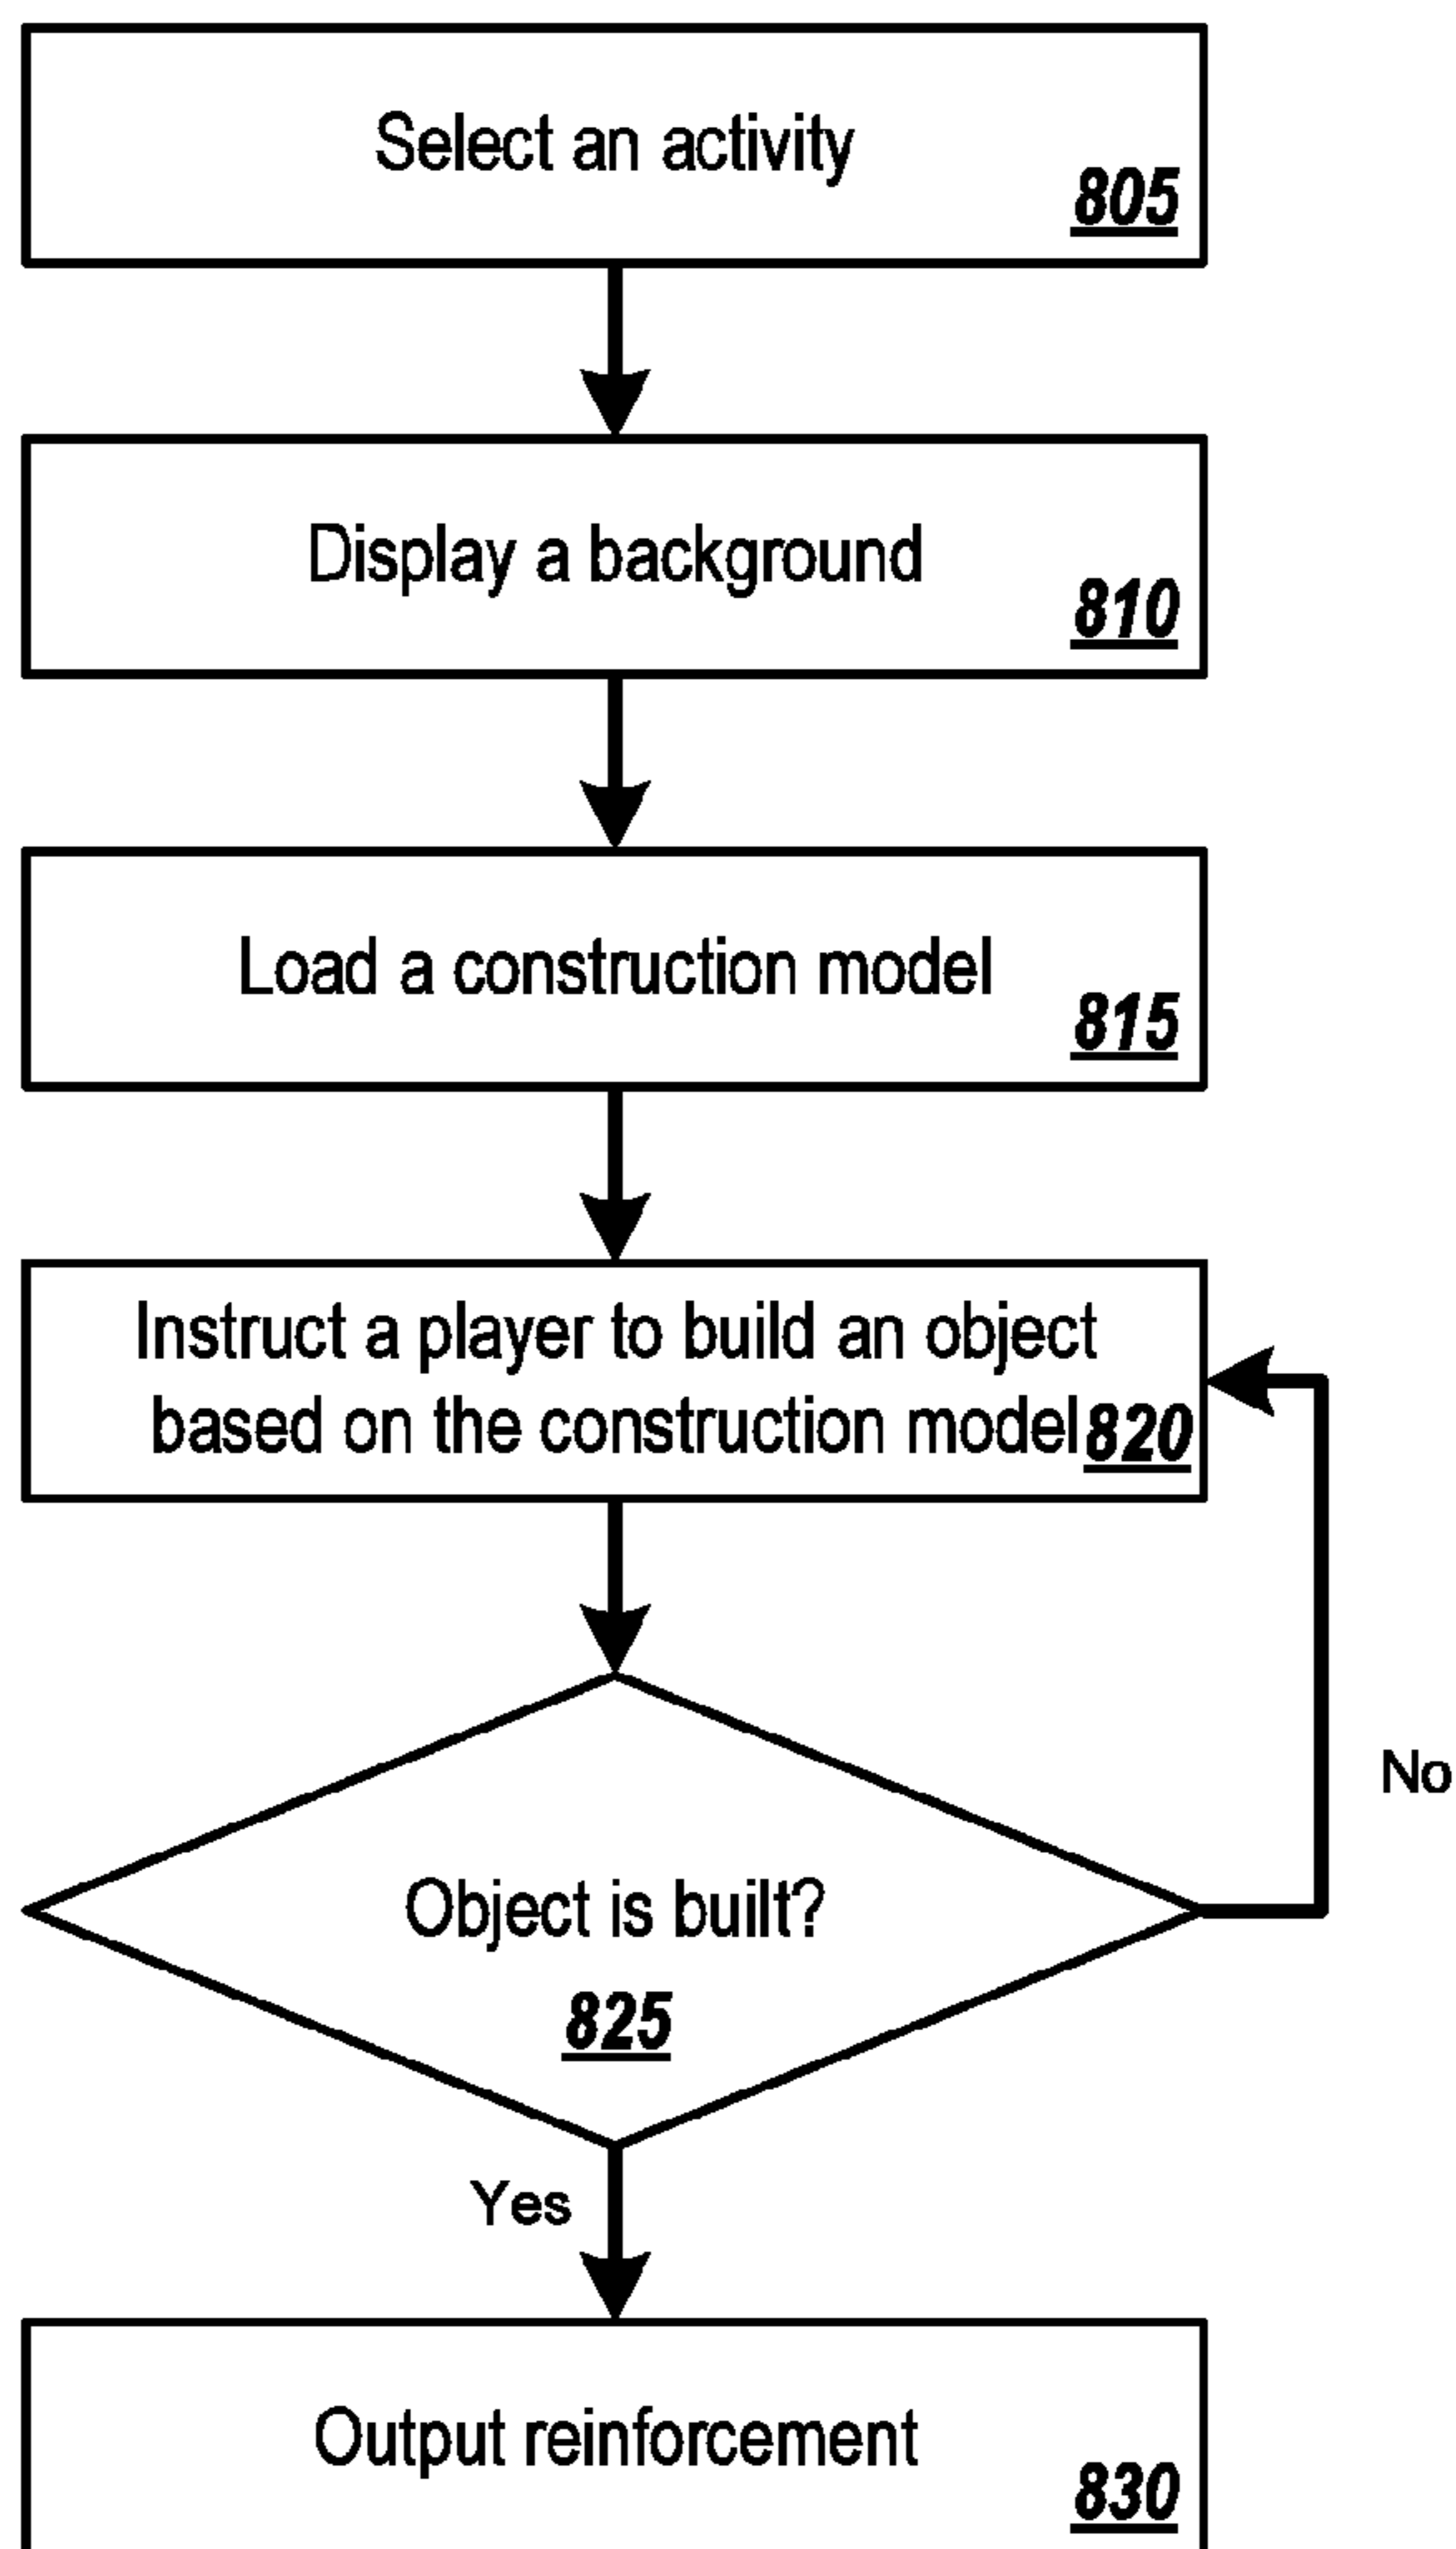 Select an activity
805
Display a background
810
Load a construction model
815
Instruct a player to build an object
based on the construction model 820
No
Object is built?
825
Yes
Output reinforcement
830